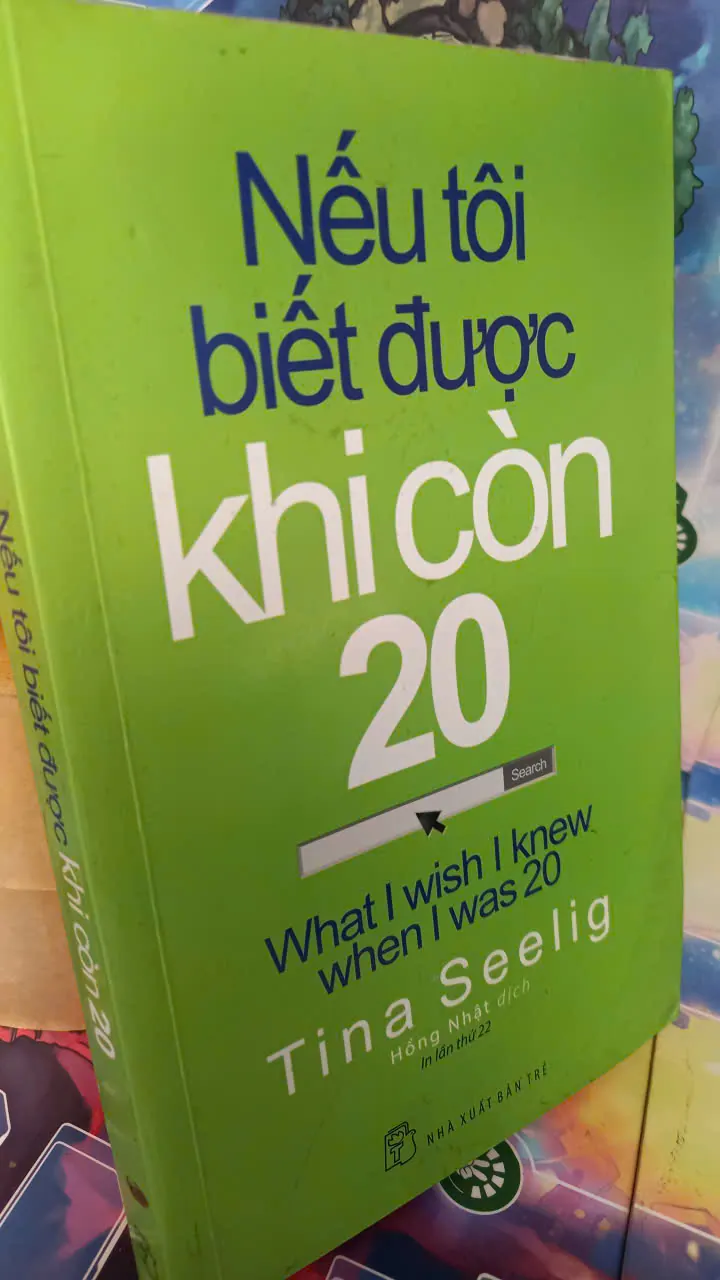 Nếu tôi
biết được
khi còn
20
Search
What I wish I knew
when I was 20
Tina Seelig
Hồng Nhật dịch
In lần thứ 22
NHÀ XUẤT BẢN TRẺ
Nếu tôi biết được khi còn 20